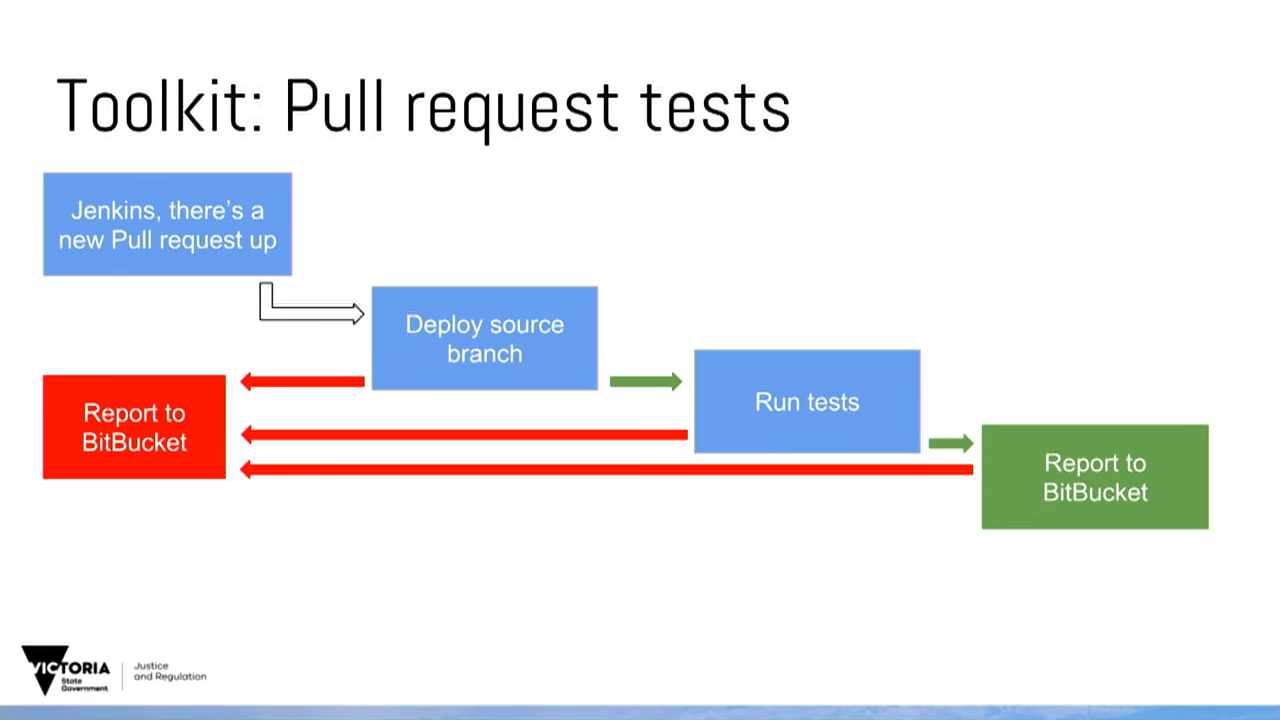 Toolkit: Pull request tests
Jenkins, there's a
new Pull request up
Deploy source
branch
Run tests
Report to
BitBucket
Report to
BitBucket
VICTORIA
State
Government
Justice
and Regulation